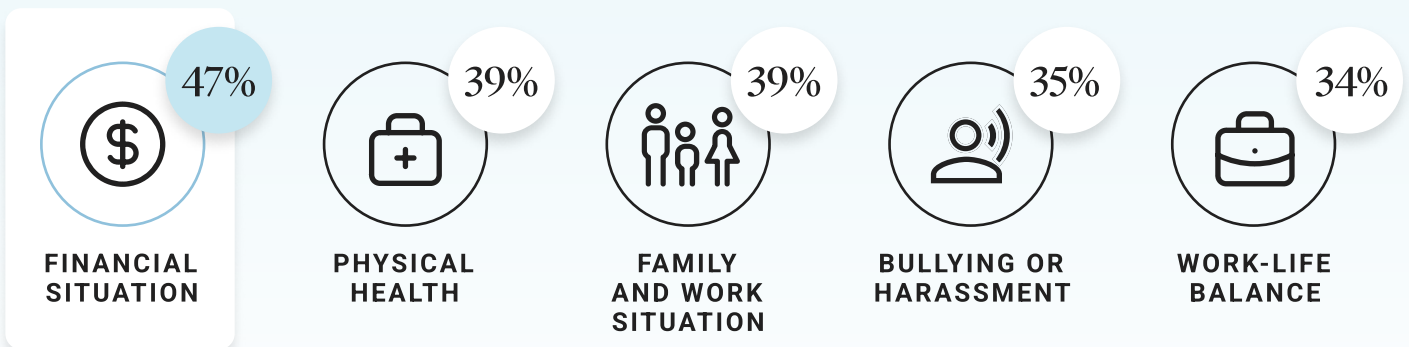 47%
FINANCIAL
SITUATION
39%
PHYSICAL
HEALTH
39%
FAMILY
AND WORK
SITUATION
35%
BULLYING OR
HARASSMENT
34%
WORK-LIFE
BALANCE